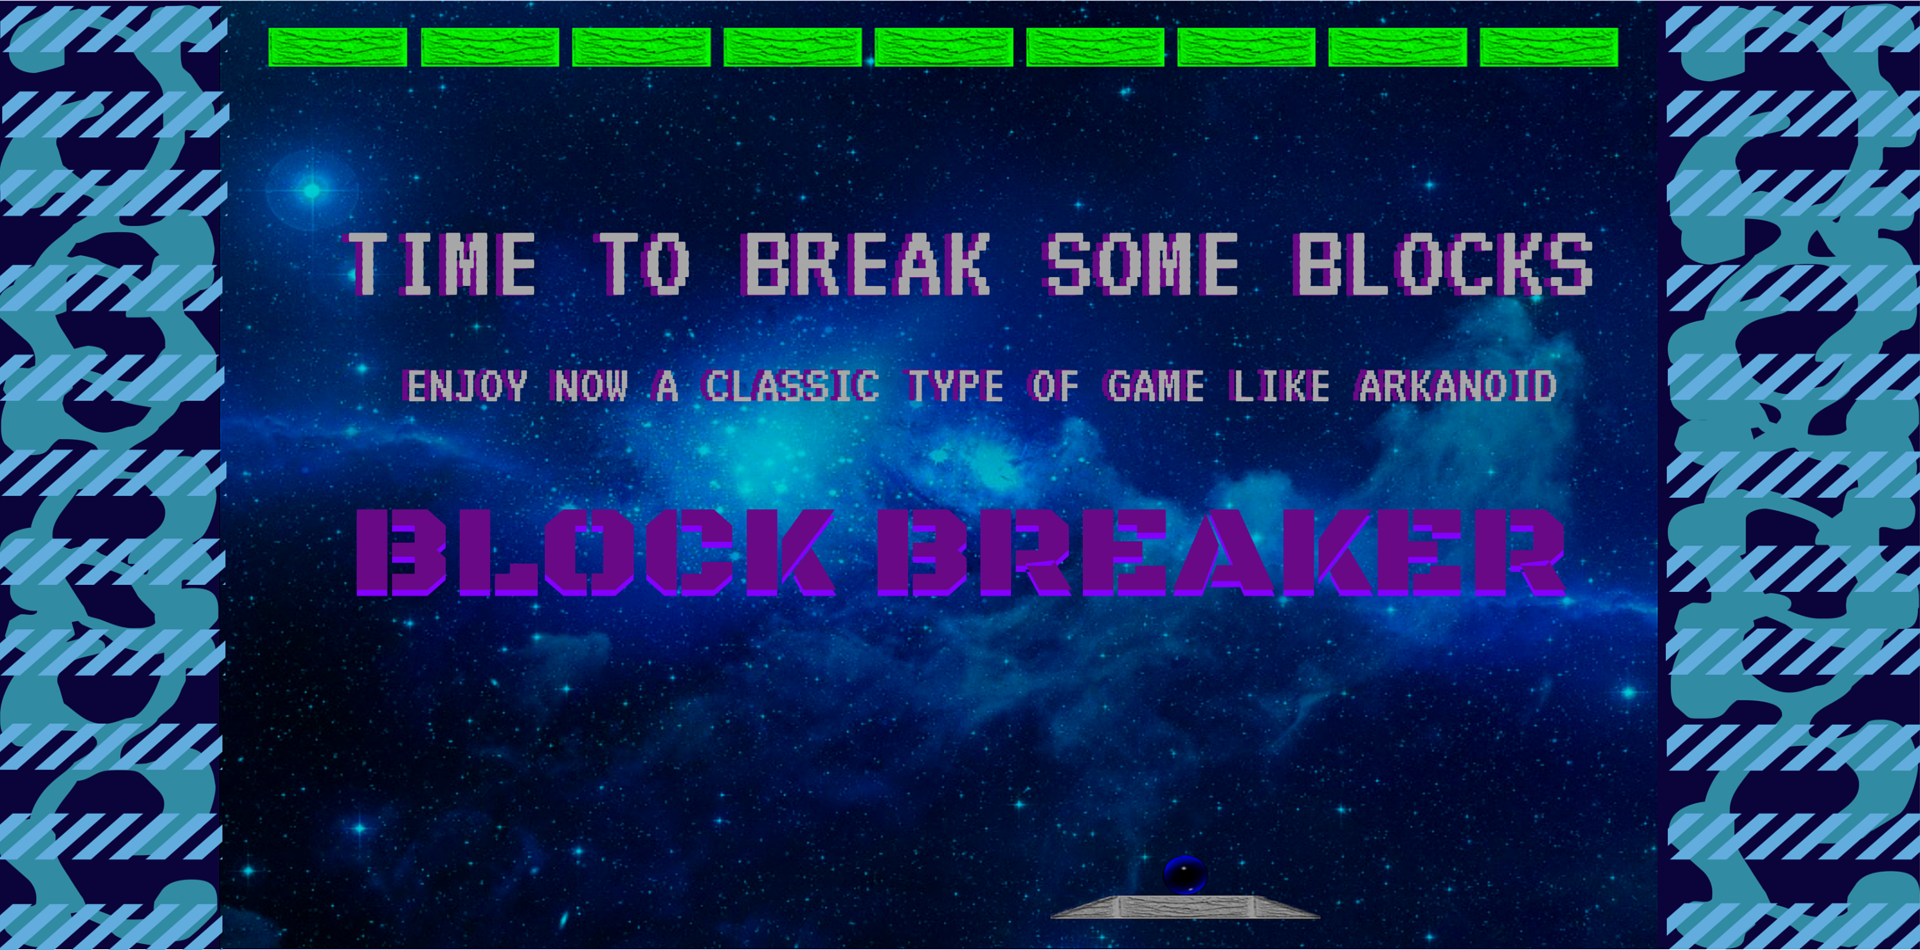 TIME TO BREAK SOME BLOCKS
ENJOY NOW A CLASSIC TYPE OF GAME LIKE ARKANOID
BLOCK BREAKER